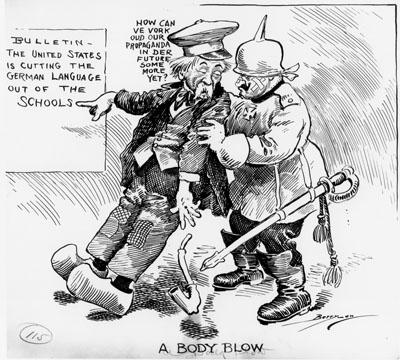 BULLETIN-
THE UNITED STATES
IS CUTTING THE
GERMAN LANGUAGE
OUT OF THE
SCHOOLS
HOW CAN
VE VORK
OUD OUR
PROPAGANDA
IN DER
FUTURE
SOME
MORE
YET?
115
A BODY BLOW